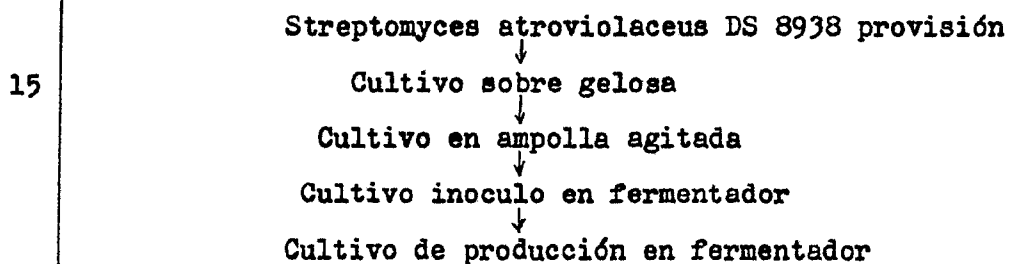 Streptomyces atroviolaceus DS 8938 provisión
↓
15 Cultivo sobre gelosa
↓
Cultivo en ampolla agitada
↓
Cultivo inoculo en fermentador
↓
Cultivo de producción en fermentador